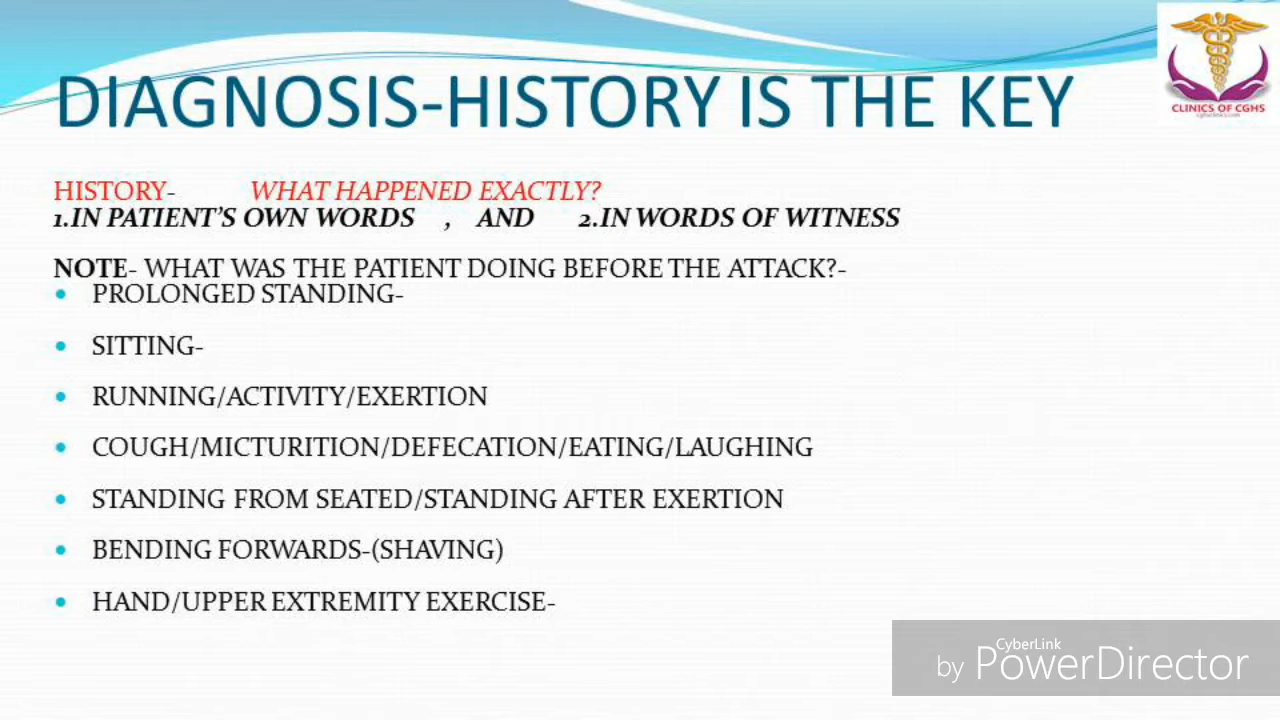 DIAGNOSIS-HISTORY IS THE KEY
CLINICS OF CGHS
HISTORY- WHAT HAPPENED EXACTLY?
1.IN PATIENT'S OWN WORDS , AND 2.IN WORDS OF WITNESS
NOTE- WHAT WAS THE PATIENT DOING BEFORE THE ATTACK?-
• PROLONGED STANDING-
• SITTING-
• RUNNING/ACTIVITY/EXERTION
• COUGH/MICTURITION/DEFECATION/EATING/LAUGHING
• STANDING FROM SEATED/STANDING AFTER EXERTION
• BENDING FORWARDS-(SHAVING)
• HAND/UPPER EXTREMITY EXERCISE-
CyberLink
by PowerDirector